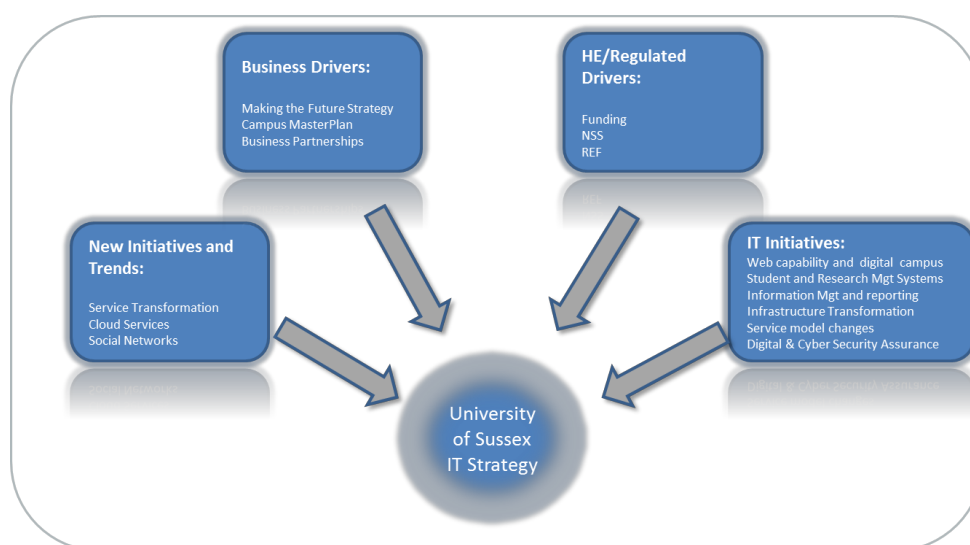 Business Drivers:
Making the Future Strategy
Campus MasterPlan
Business Partnerships
HE/Regulated
Drivers:
Funding
NSS
REF
New Initiatives and
Trends:
Service Transformation
Cloud Services
Social Networks
IT Initiatives:
Web capability and digital campus
Student and Research Mgt Systems
Information Mgt and reporting
Infrastructure Transformation
Service model changes
Digital & Cyber Security Assurance
University
of Sussex
IT Strategy